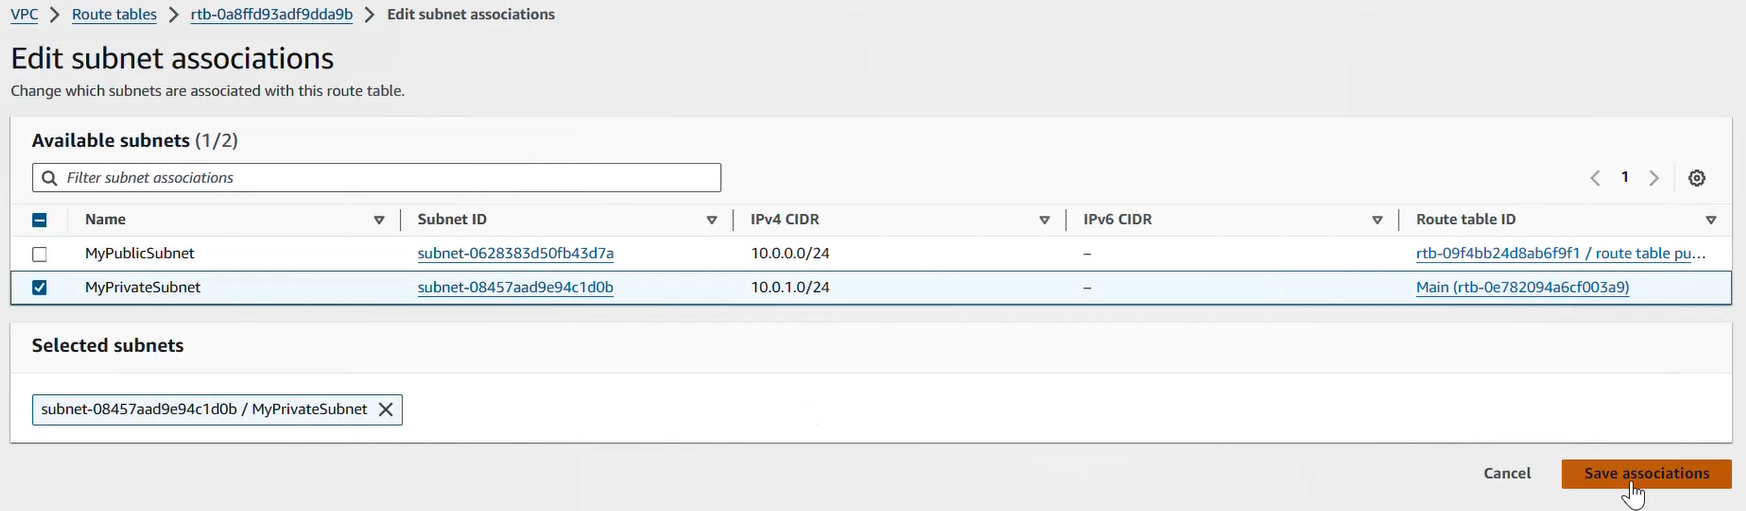 VPC > Route tables > rtb-0a8ffd93adf9dda9b > Edit subnet associations
Edit subnet associations
Change which subnets are associated with this route table.
Available subnets (1/2)
Filter subnet associations
1
Name Subnet ID IPv4 CIDR IPv6 CIDR Route table ID
MyPublicSubnet subnet-0628383d50fb43d7a 10.0.0.0/24 – rtb-09f4bb24d8ab6f9f1 / route table pu...
MyPrivateSubnet subnet-08457aad9e94c1d0b 10.0.1.0/24 – Main (rtb-0e782094a6cf003a9)
Selected subnets
subnet-08457aad9e94c1d0b / MyPrivateSubnet
Cancel Save associations